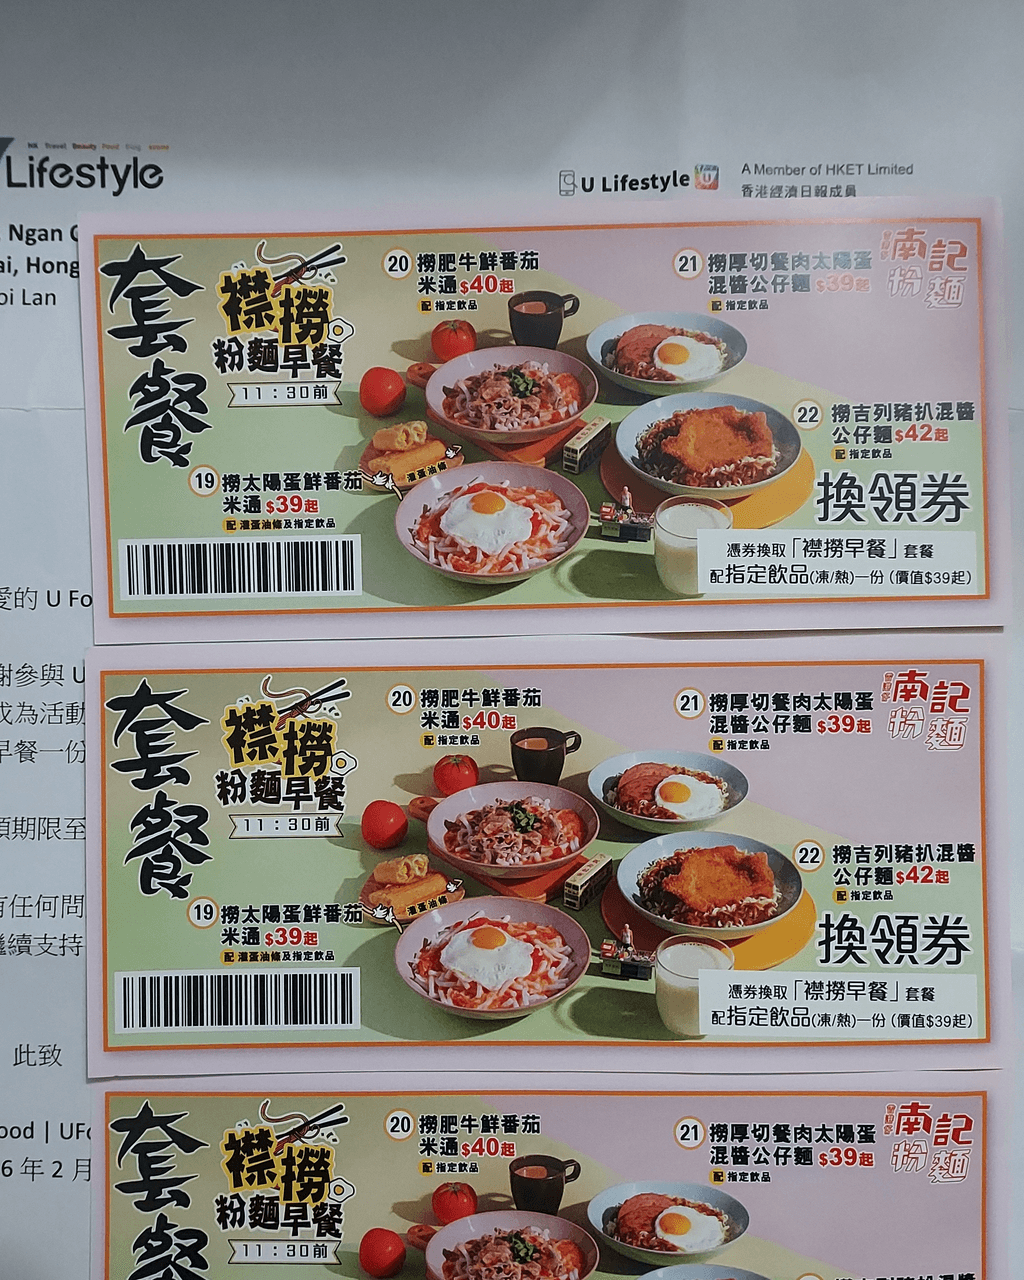 HK Travel Beauty Food Blog
Lifestyle
U Lifestyle
A Member of HKET Limited
香港經濟日報成員
Ngan
ai, Hong
oi Lan
愛的 U Fo
謝參與 U
成為活動
早餐一份
領期限至
有任何問
繼續支持
此致
ood | UF
6 年 2 月
套餐
襟撈
粉麵早餐
11：30前
20 撈肥牛鮮番茄
米通 $40起
配 指定飲品
21 撈厚切餐肉太陽蛋
混醬公仔麵 $39起
配 指定飲品
南記
粉麵
22 撈吉列豬扒混醬
公仔麵 $42起
配 指定飲品
灌蛋油條
19 撈太陽蛋鮮番茄
米通 $39起
配 灌蛋油條及指定飲品
換領券
憑券換取「襟撈早餐」套餐
配指定飲品(凍/熱)一份 (價值$39起)
套餐
襟撈
粉麵早餐
11：30前
20 撈肥牛鮮番茄
米通 $40起
配 指定飲品
21 撈厚切餐肉太陽蛋
混醬公仔麵 $39起
配 指定飲品
南記
粉麵
22 撈吉列豬扒混醬
公仔麵 $42起
配 指定飲品
灌蛋油條
19 撈太陽蛋鮮番茄
米通 $39起
配 灌蛋油條及指定飲品
換領券
憑券換取「襟撈早餐」套餐
配指定飲品(凍/熱)一份 (價值$39起)
套餐
襟撈
粉麵早餐
11：30前
20 撈肥牛鮮番茄
米通 $40起
配 指定飲品
21 撈厚切餐肉太陽蛋
混醬公仔麵 $39起
配 指定飲品
南記
粉麵